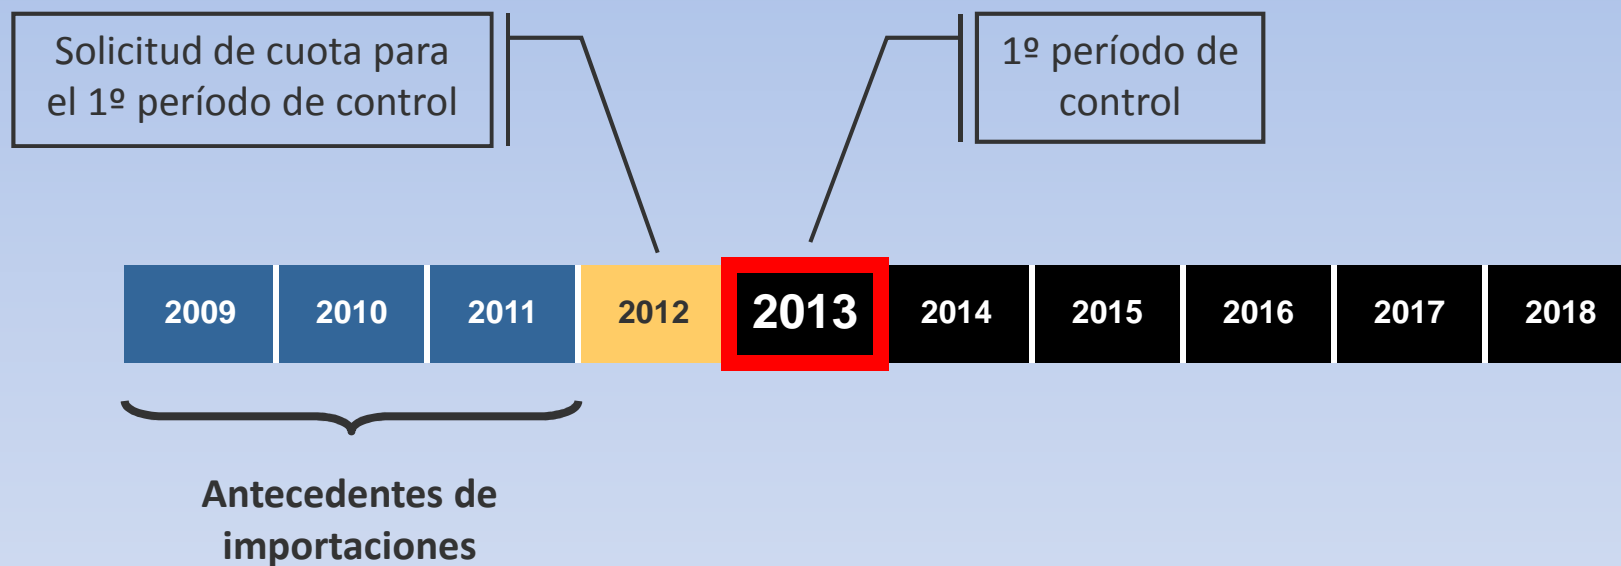 Solicitud de cuota para
el 1º período de control
1º período de
control
2009 2010 2011 2012 2013 2014 2015 2016 2017 2018
Antecedentes de
importaciones